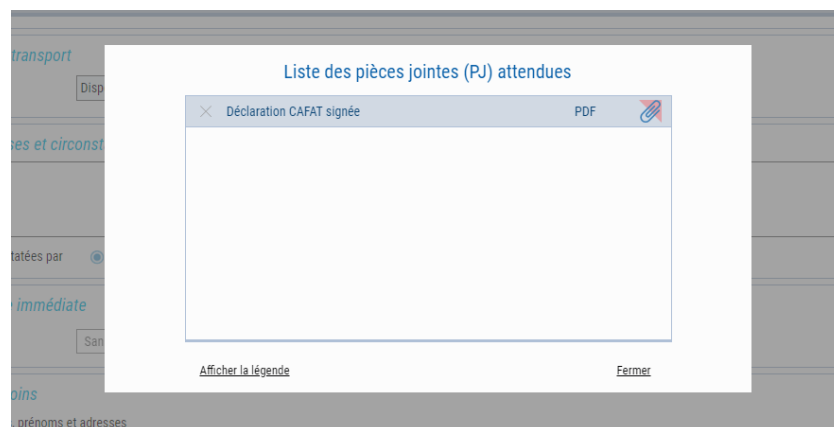 transport
Liste des pièces jointes (PJ) attendues
Disp
Déclaration CAFAT signée PDF
ses et circonst
tatées par
immédiate
San
Afficher la légende Fermer
oins
, prénoms et adresses